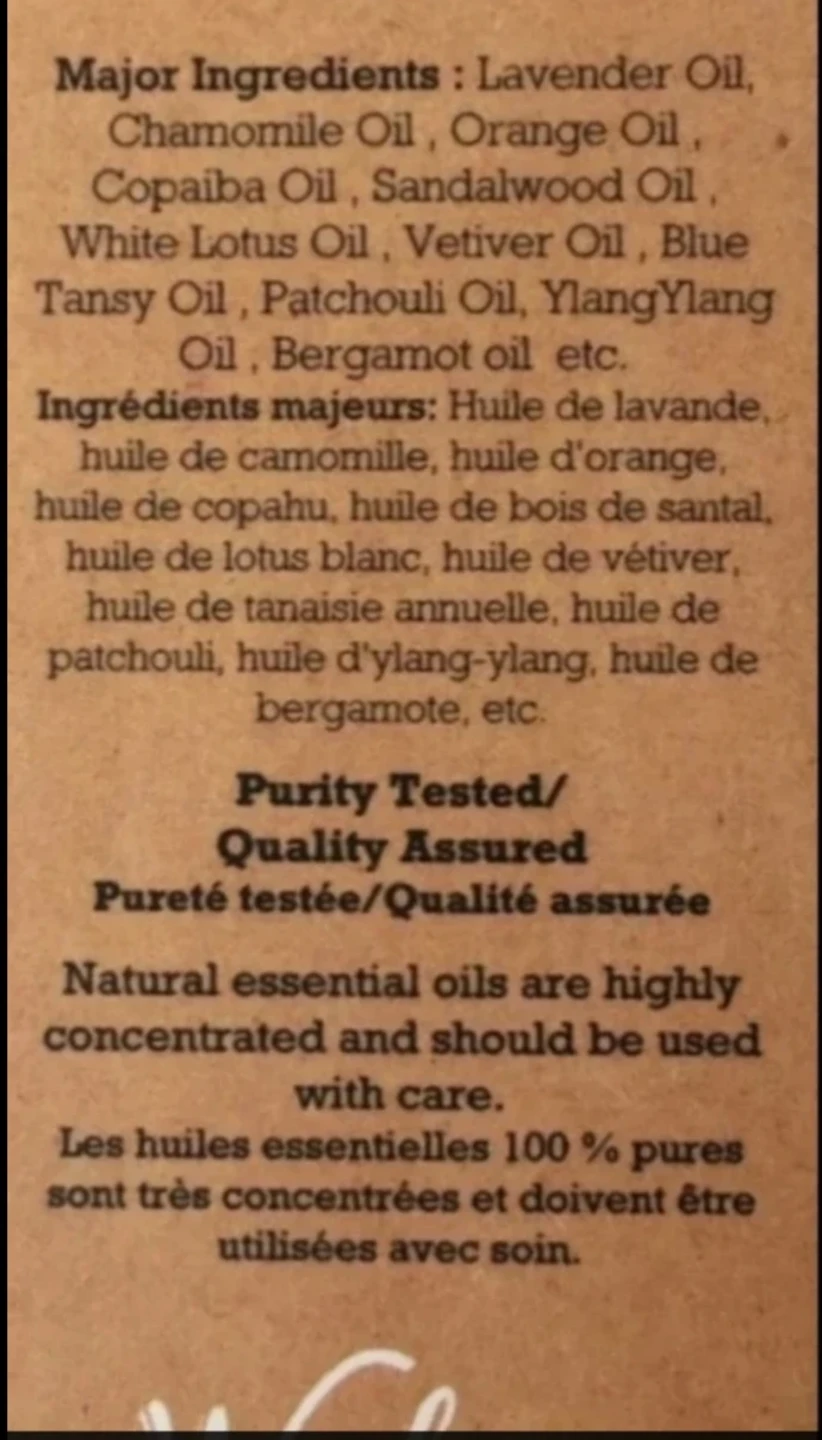 Major Ingredients : Lavender Oil,
Chamomile Oil , Orange Oil ,
Copaiba Oil , Sandalwood Oil ,
White Lotus Oil , Vetiver Oil , Blue
Tansy Oil , Patchouli Oil, YlangYlang
Oil , Bergamot oil etc.
Ingrédients majeurs: Huile de lavande,
huile de camomille, huile d'orange,
huile de copahu, huile de bois de santal,
huile de lotus blanc, huile de vétiver,
huile de tanaisie annuelle, huile de
patchouli, huile d'ylang-ylang, huile de
bergamote, etc.
Purity Tested/
Quality Assured
Pureté testée/Qualité assurée
Natural essential oils are highly
concentrated and should be used
with care.
Les huiles essentielles 100 % pures
sont très concentrées et doivent être
utilisées avec soin.